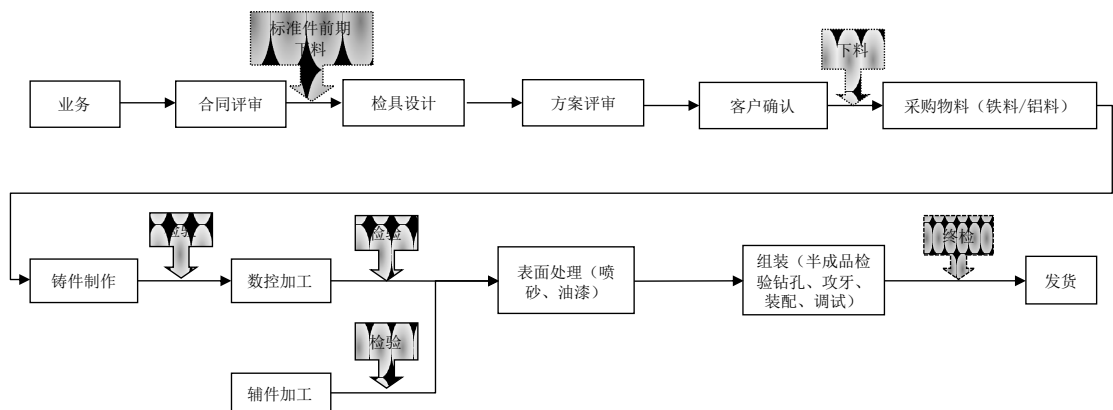 标准件前期
下料
下料
业务
合同评审
检具设计
方案评审
客户确认
采购物料（铁料/铝料）
检验
检验
终检
铸件制作
数控加工
表面处理（喷
砂、油漆）
组装（半成品检
验钻孔、攻牙、
装配、调试）
发货
检验
辅件加工